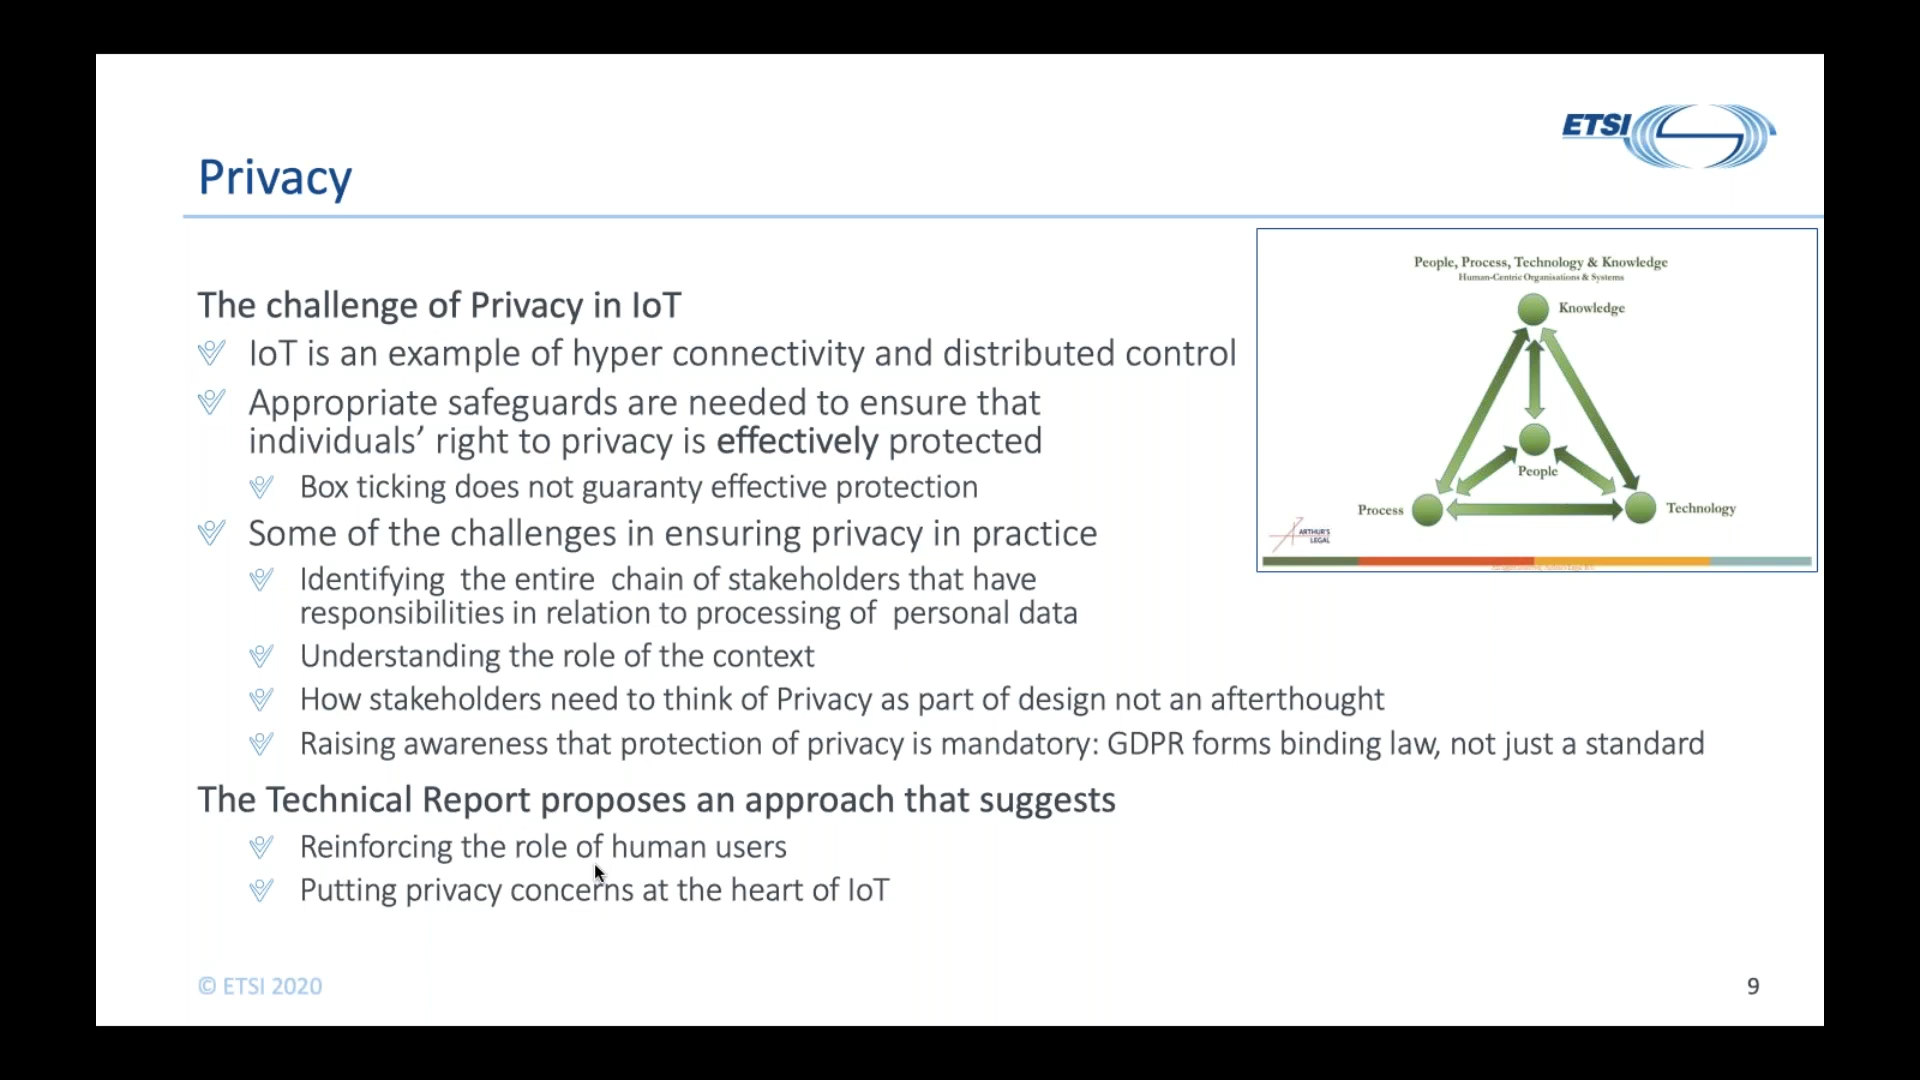 ETSI
Privacy
The challenge of Privacy in IoT
IoT is an example of hyper connectivity and distributed control
Appropriate safeguards are needed to ensure that
individuals’ right to privacy is effectively protected
Box ticking does not guaranty effective protection
Some of the challenges in ensuring privacy in practice
Identifying the entire chain of stakeholders that have
responsibilities in relation to processing of personal data
Understanding the role of the context
How stakeholders need to think of Privacy as part of design not an afterthought
Raising awareness that protection of privacy is mandatory: GDPR forms binding law, not just a standard
The Technical Report proposes an approach that suggests
Reinforcing the role of human users
Putting privacy concerns at the heart of IoT
People, Process, Technology & Knowledge
Human-Centric Organisations & Systems
Knowledge
People
Process
Technology
ARTHUR'S
LEGAL
© ETSI 2020
9